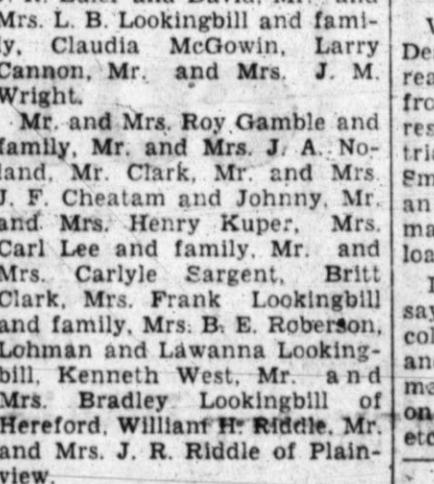 Mrs. L. B. Lookingbill and fami-
ly, Claudia McGowin, Larry
Cannon, Mr. and Mrs. J. M.
Wright.
Mr. and Mrs. Roy Gamble and
family, Mr. and Mrs. J. A. No-
land, Mr. Clark, Mr. and Mrs
J. F. Cheatam and Johnny, Mr.
and Mrs. Henry Kuper, Mrs.
Carl Lee and family, Mr. and
Mrs. Carlyle Sargent, Britt
Clark, Mrs. Frank Lookingbill
and family, Mrs. B. E. Roberson,
Lohman and Lawanna Looking-
bill, Kenneth West, Mr. and
Mrs. Bradley Lookingbill of
Hereford, William H. Riddle, Mr.
and Mrs. J. R. Riddle of Plain-
view.